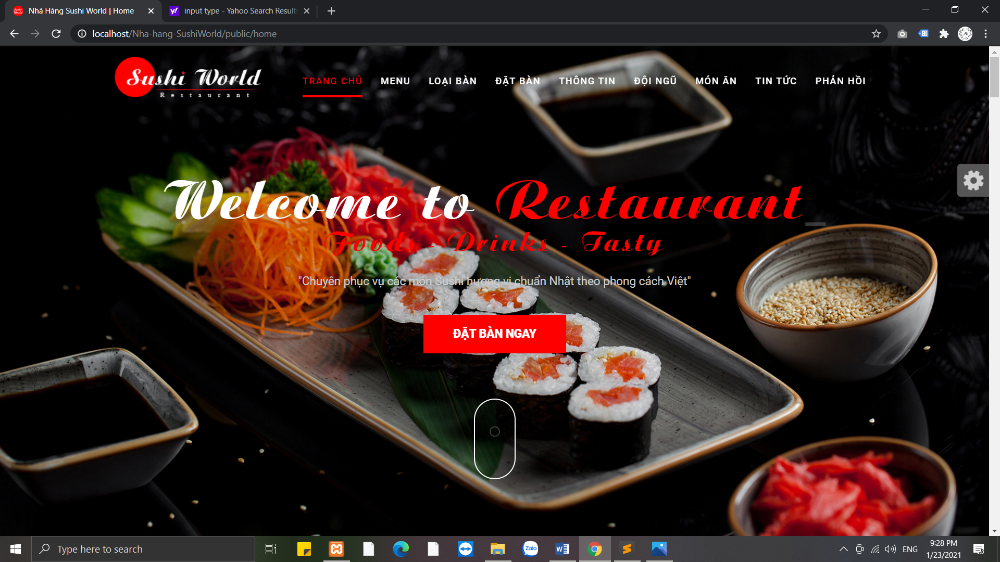 Nhà Hàng Sushi World | Home
input type - Yahoo Search Results
localhost/Nha-hang-SushiWorld/public/home
Sushi World
Restaurant
TRANG CHỦ
MENU
LOẠI BÀN
ĐẶT BÀN
THÔNG TIN
ĐỘI NGŨ
MÓN ĂN
TIN TỨC
PHẢN HỒI
Welcome to Restaurant_
Foods - Drinks - Tasty
"Chuyên phục vụ các món Sushi hương vị chuẩn Nhật theo phong cách Việt"
ĐẶT BÀN NGAY
Type here to search
Zalo
ENG
9:28 PM
1/23/2021